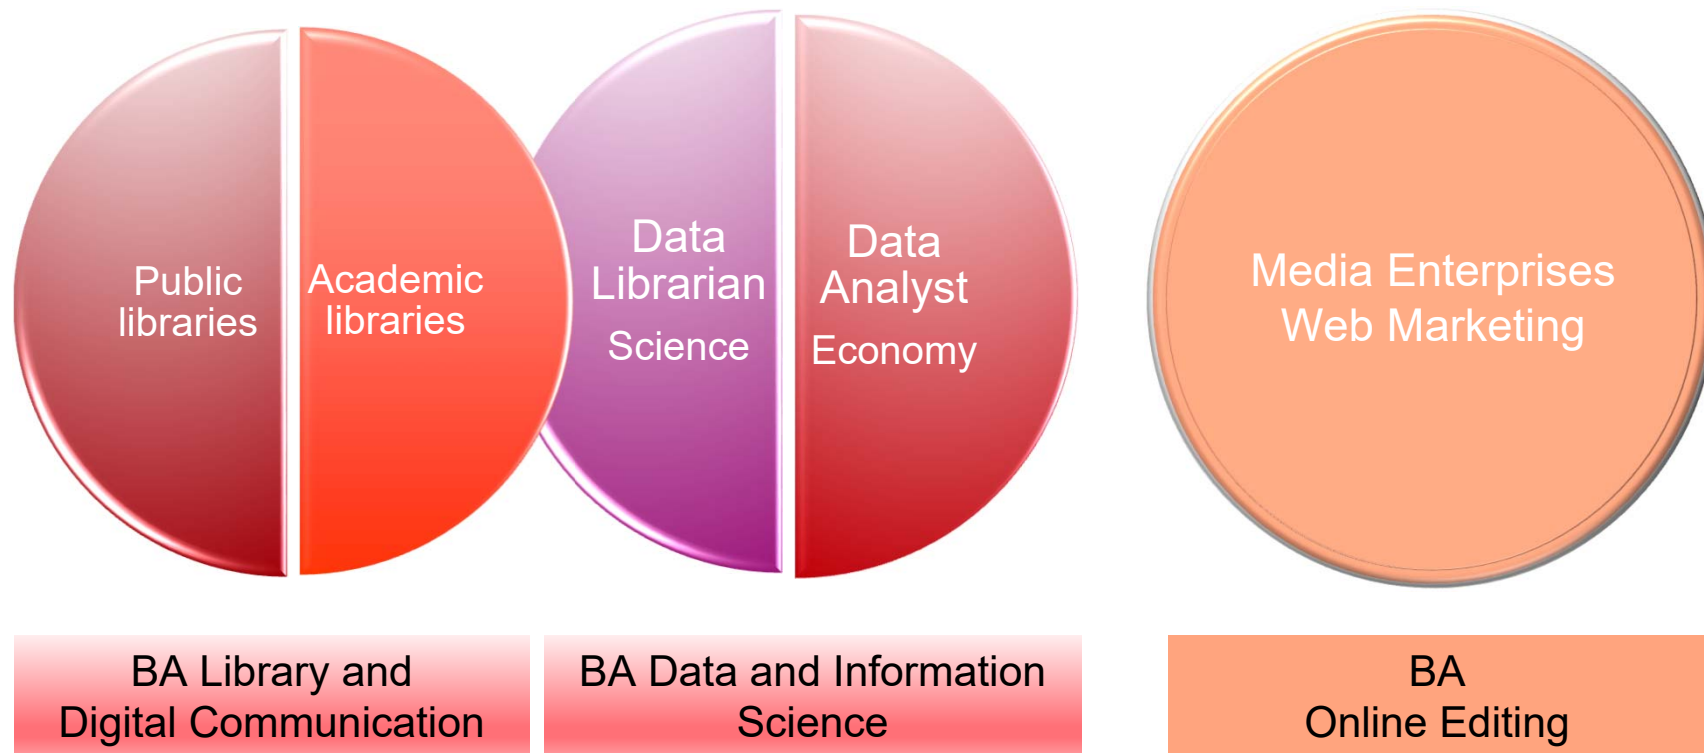 Public
libraries
Academic
libraries
Data
Librarian
Science
Data
Analyst
Economy
Media Enterprises
Web Marketing
BA Library and
Digital Communication
BA Data and Information
Science
BA
Online Editing